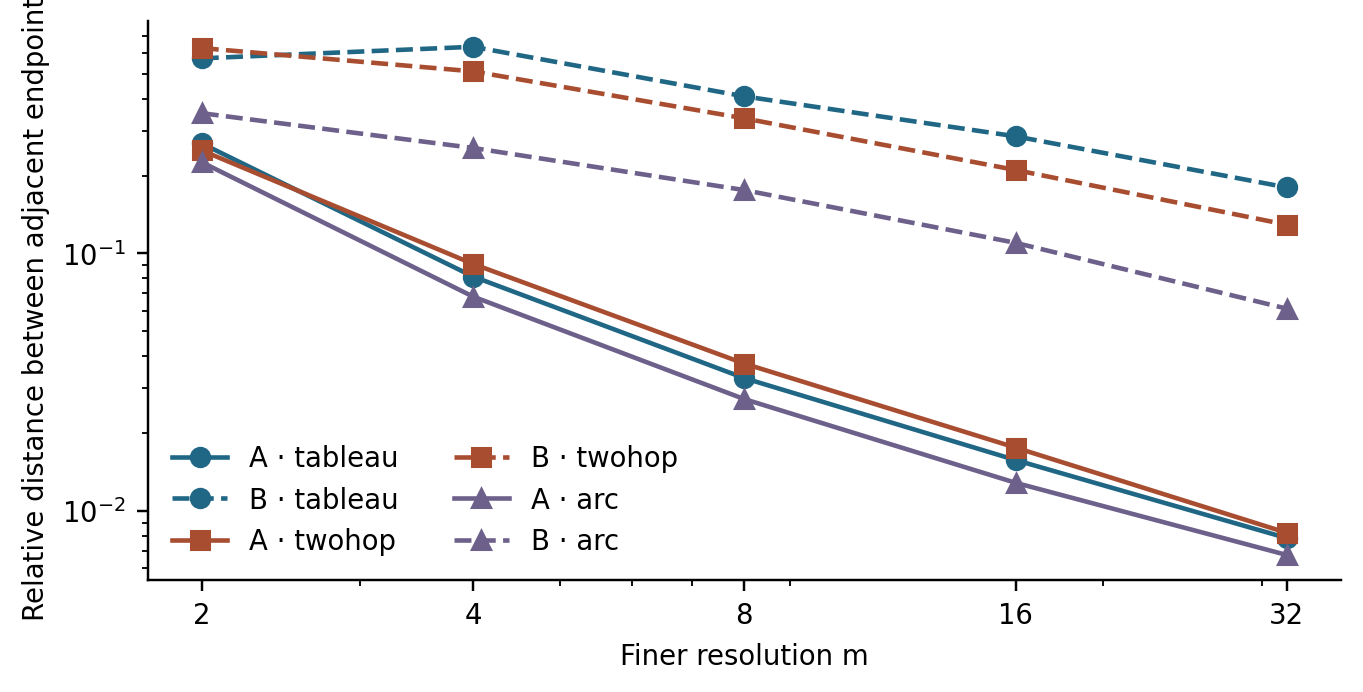 Relative distance between adjacent endpoint
10⁻¹
10⁻²
A · tableau
B · tableau
A · twohop
B · twohop
A · arc
B · arc
2 4 8 16 32
Finer resolution m